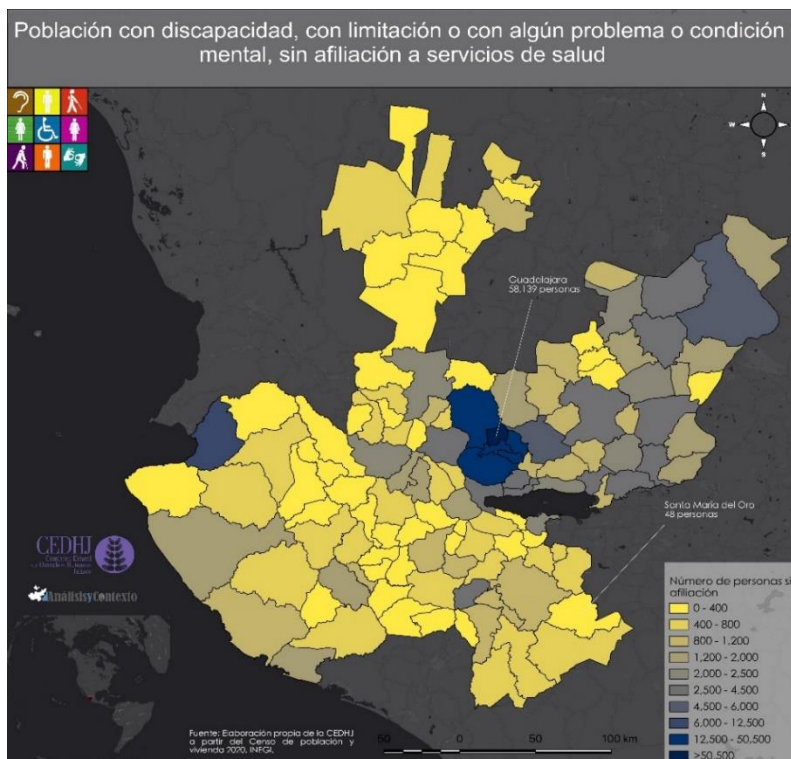 Población con discapacidad, con limitación o con algún problema o condición
mental, sin afiliación a servicios de salud
N
W
S
Guadalajara
58,139 personas
Santa María del Oro
48 personas
CEDHJ
AnálisisyContexto
Número de personas si
afiliación
0 - 400
400 - 800
800 - 1,200
1,200 - 2,000
2,000 - 2,500
2,500 - 4,500
4,500 - 6,000
6,000 - 12,500
12,500 - 50,500
>50,500
Fuente: Elaboración propia de la CEDHJ
a partir del Censo de población y
vivienda 2020, INEGI.
50 0 50 100 km